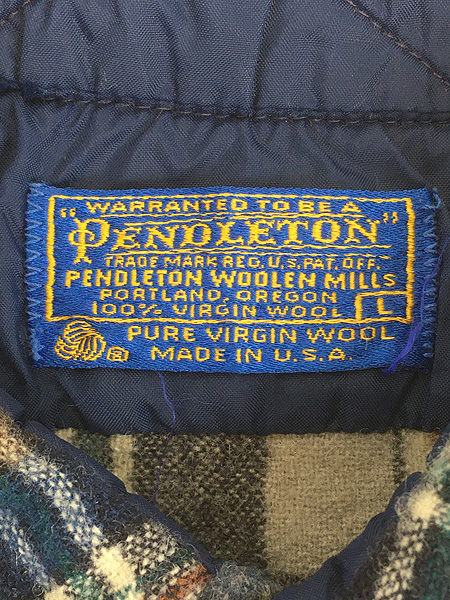 WARRANTED TO BE A
"PENDLETON"
TRADE MARK REG. U.S. PAT. OFF.
PENDLETON WOOLEN MILLS
PORTLAND, OREGON
100% VIRGIN WOOL L
® PURE VIRGIN WOOL
MADE IN U.S.A.